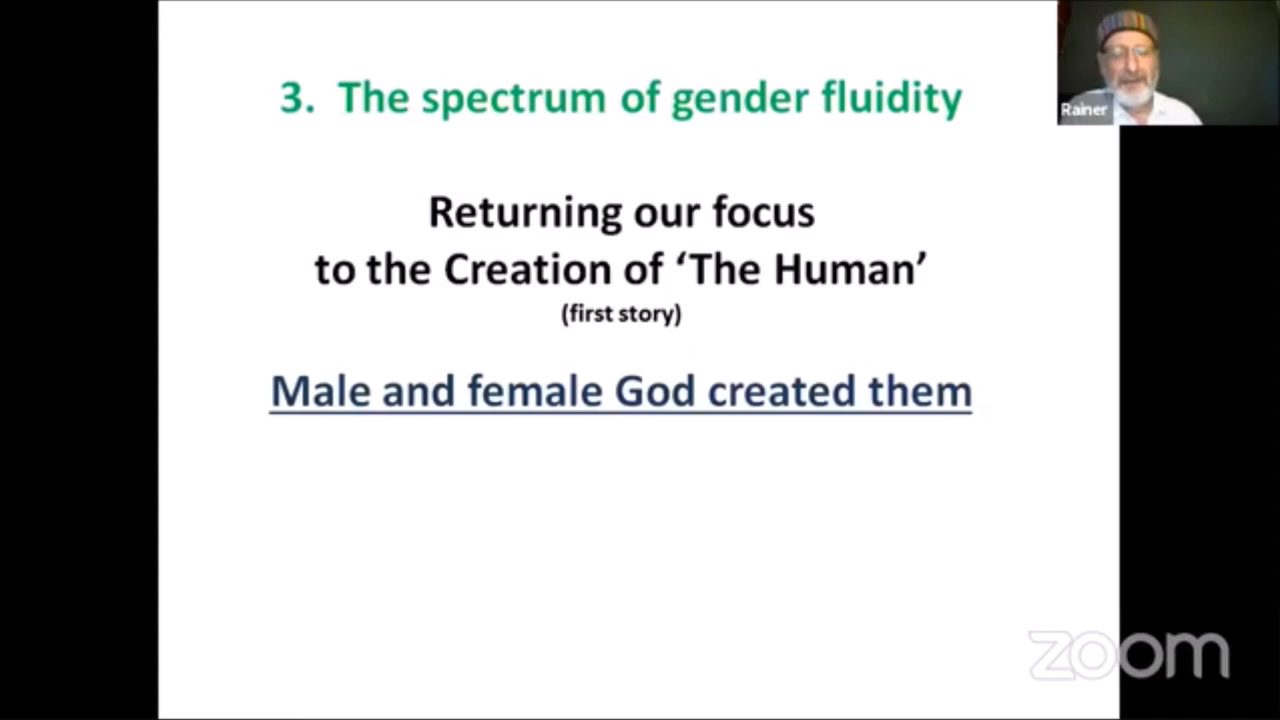 3. The spectrum of gender fluidity
Rainer
Returning our focus
to the Creation of ‘The Human’
(first story)
Male and female God created them
zoom